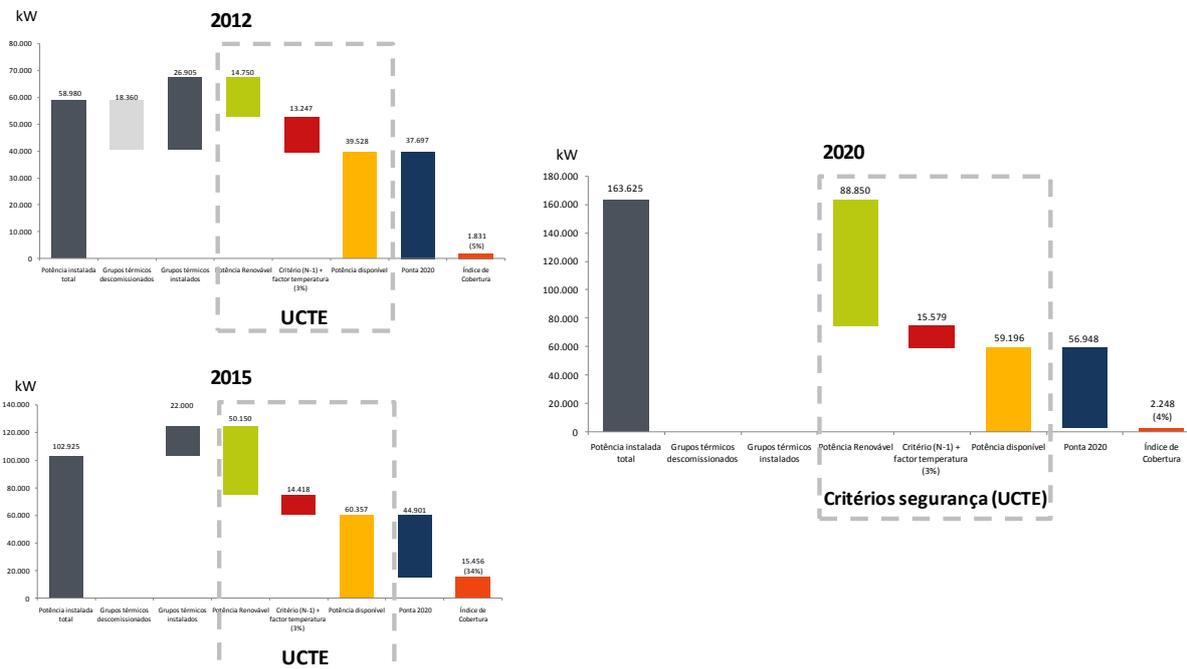 kW
2012
80.000
70.000
60.000
50.000
40.000
30.000
20.000
10.000
0
58.980
18.360
26.905
14.750
13.247
39.528
37.697
1.831
(5%)
Potência instalada
total
Grupos térmicos
descomissionados
Grupos térmicos
instalados
Potência Renovável
Critério (N-1) +
factor temperatura
(3%)
Potência disponível
Ponta 2020
Índice de
Cobertura
UCTE
kW
2015
140.000
120.000
100.000
80.000
60.000
40.000
20.000
0
102.925
22.000
50.150
14.418
60.357
44.901
15.456
(34%)
Potência instalada
total
Grupos térmicos
descomissionados
Grupos térmicos
instalados
Potência Renovável
Critério (N-1) +
factor temperatura
(3%)
Potência disponível
Ponta 2020
Índice de
Cobertura
UCTE
kW
2020
180.000
160.000
140.000
120.000
100.000
80.000
60.000
40.000
20.000
0
163.625
88.850
15.579
59.196
56.948
2.248
(4%)
Potência instalada
total
Grupos térmicos
descomissionados
Grupos térmicos
instalados
Potência Renovável
Critério (N-1) +
factor temperatura
(3%)
Potência disponível
Ponta 2020
Índice de
Cobertura
Critérios segurança (UCTE)